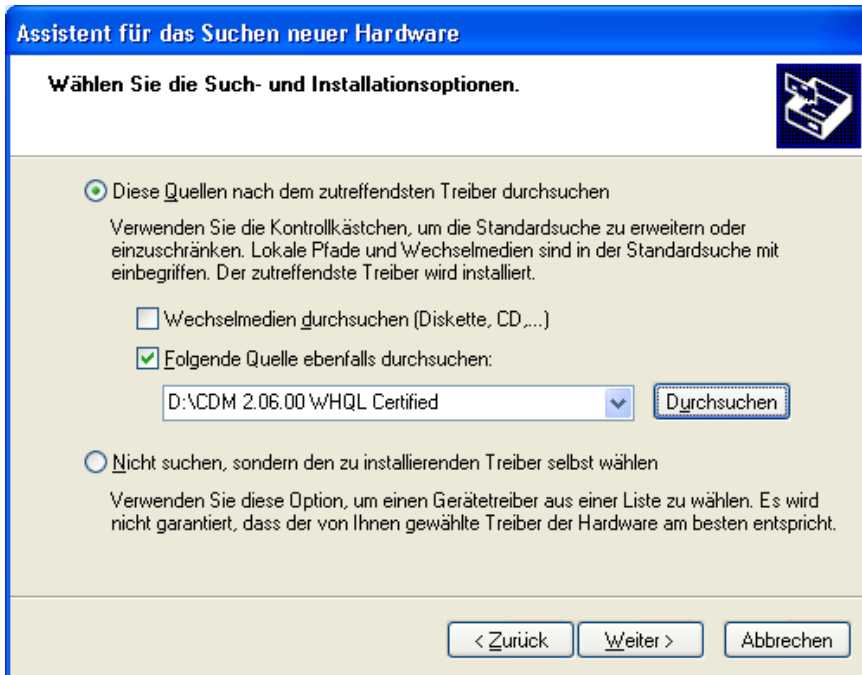 Assistent für das Suchen neuer Hardware
Wählen Sie die Such- und Installationsoptionen.
Diese Quellen nach dem zutreffendsten Treiber durchsuchen
Verwenden Sie die Kontrollkästchen, um die Standardsuche zu erweitern oder
einzuschränken. Lokale Pfade und Wechselmedien sind in der Standardsuche mit
einbegriffen. Der zutreffendste Treiber wird installiert.
Wechselmedien durchsuchen (Diskette, CD,...)
Folgende Quelle ebenfalls durchsuchen:
D:\CDM 2.06.00 WHQL Certified
Durchsuchen
Nicht suchen, sondern den zu installierenden Treiber selbst wählen
Verwenden Sie diese Option, um einen Gerätetreiber aus einer Liste zu wählen. Es wird
nicht garantiert, dass der von Ihnen gewählte Treiber der Hardware am besten entspricht.
< Zurück Weiter > Abbrechen